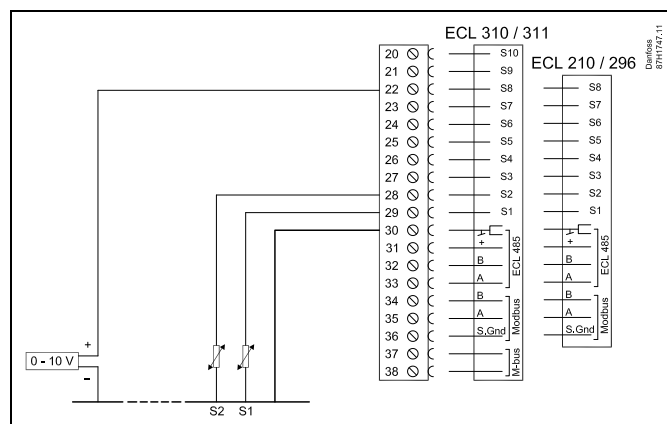 ECL 310 / 311
ECL 210 / 296
Danfoss
87H1747.11
20 S10
21 S9
22 S8 S8
23 S7 S7
24 S6 S6
25 S5 S5
26 S4 S4
27 S3 S3
28 S2 S2
29 S1 S1
30
31 + +
32 B B
33 A A
ECL 485 ECL 485
34 B B
35 A A
36 S.Gnd S.Gnd
Modbus Modbus
37
38
M-bus
+
0 - 10 V
–
S2 S1